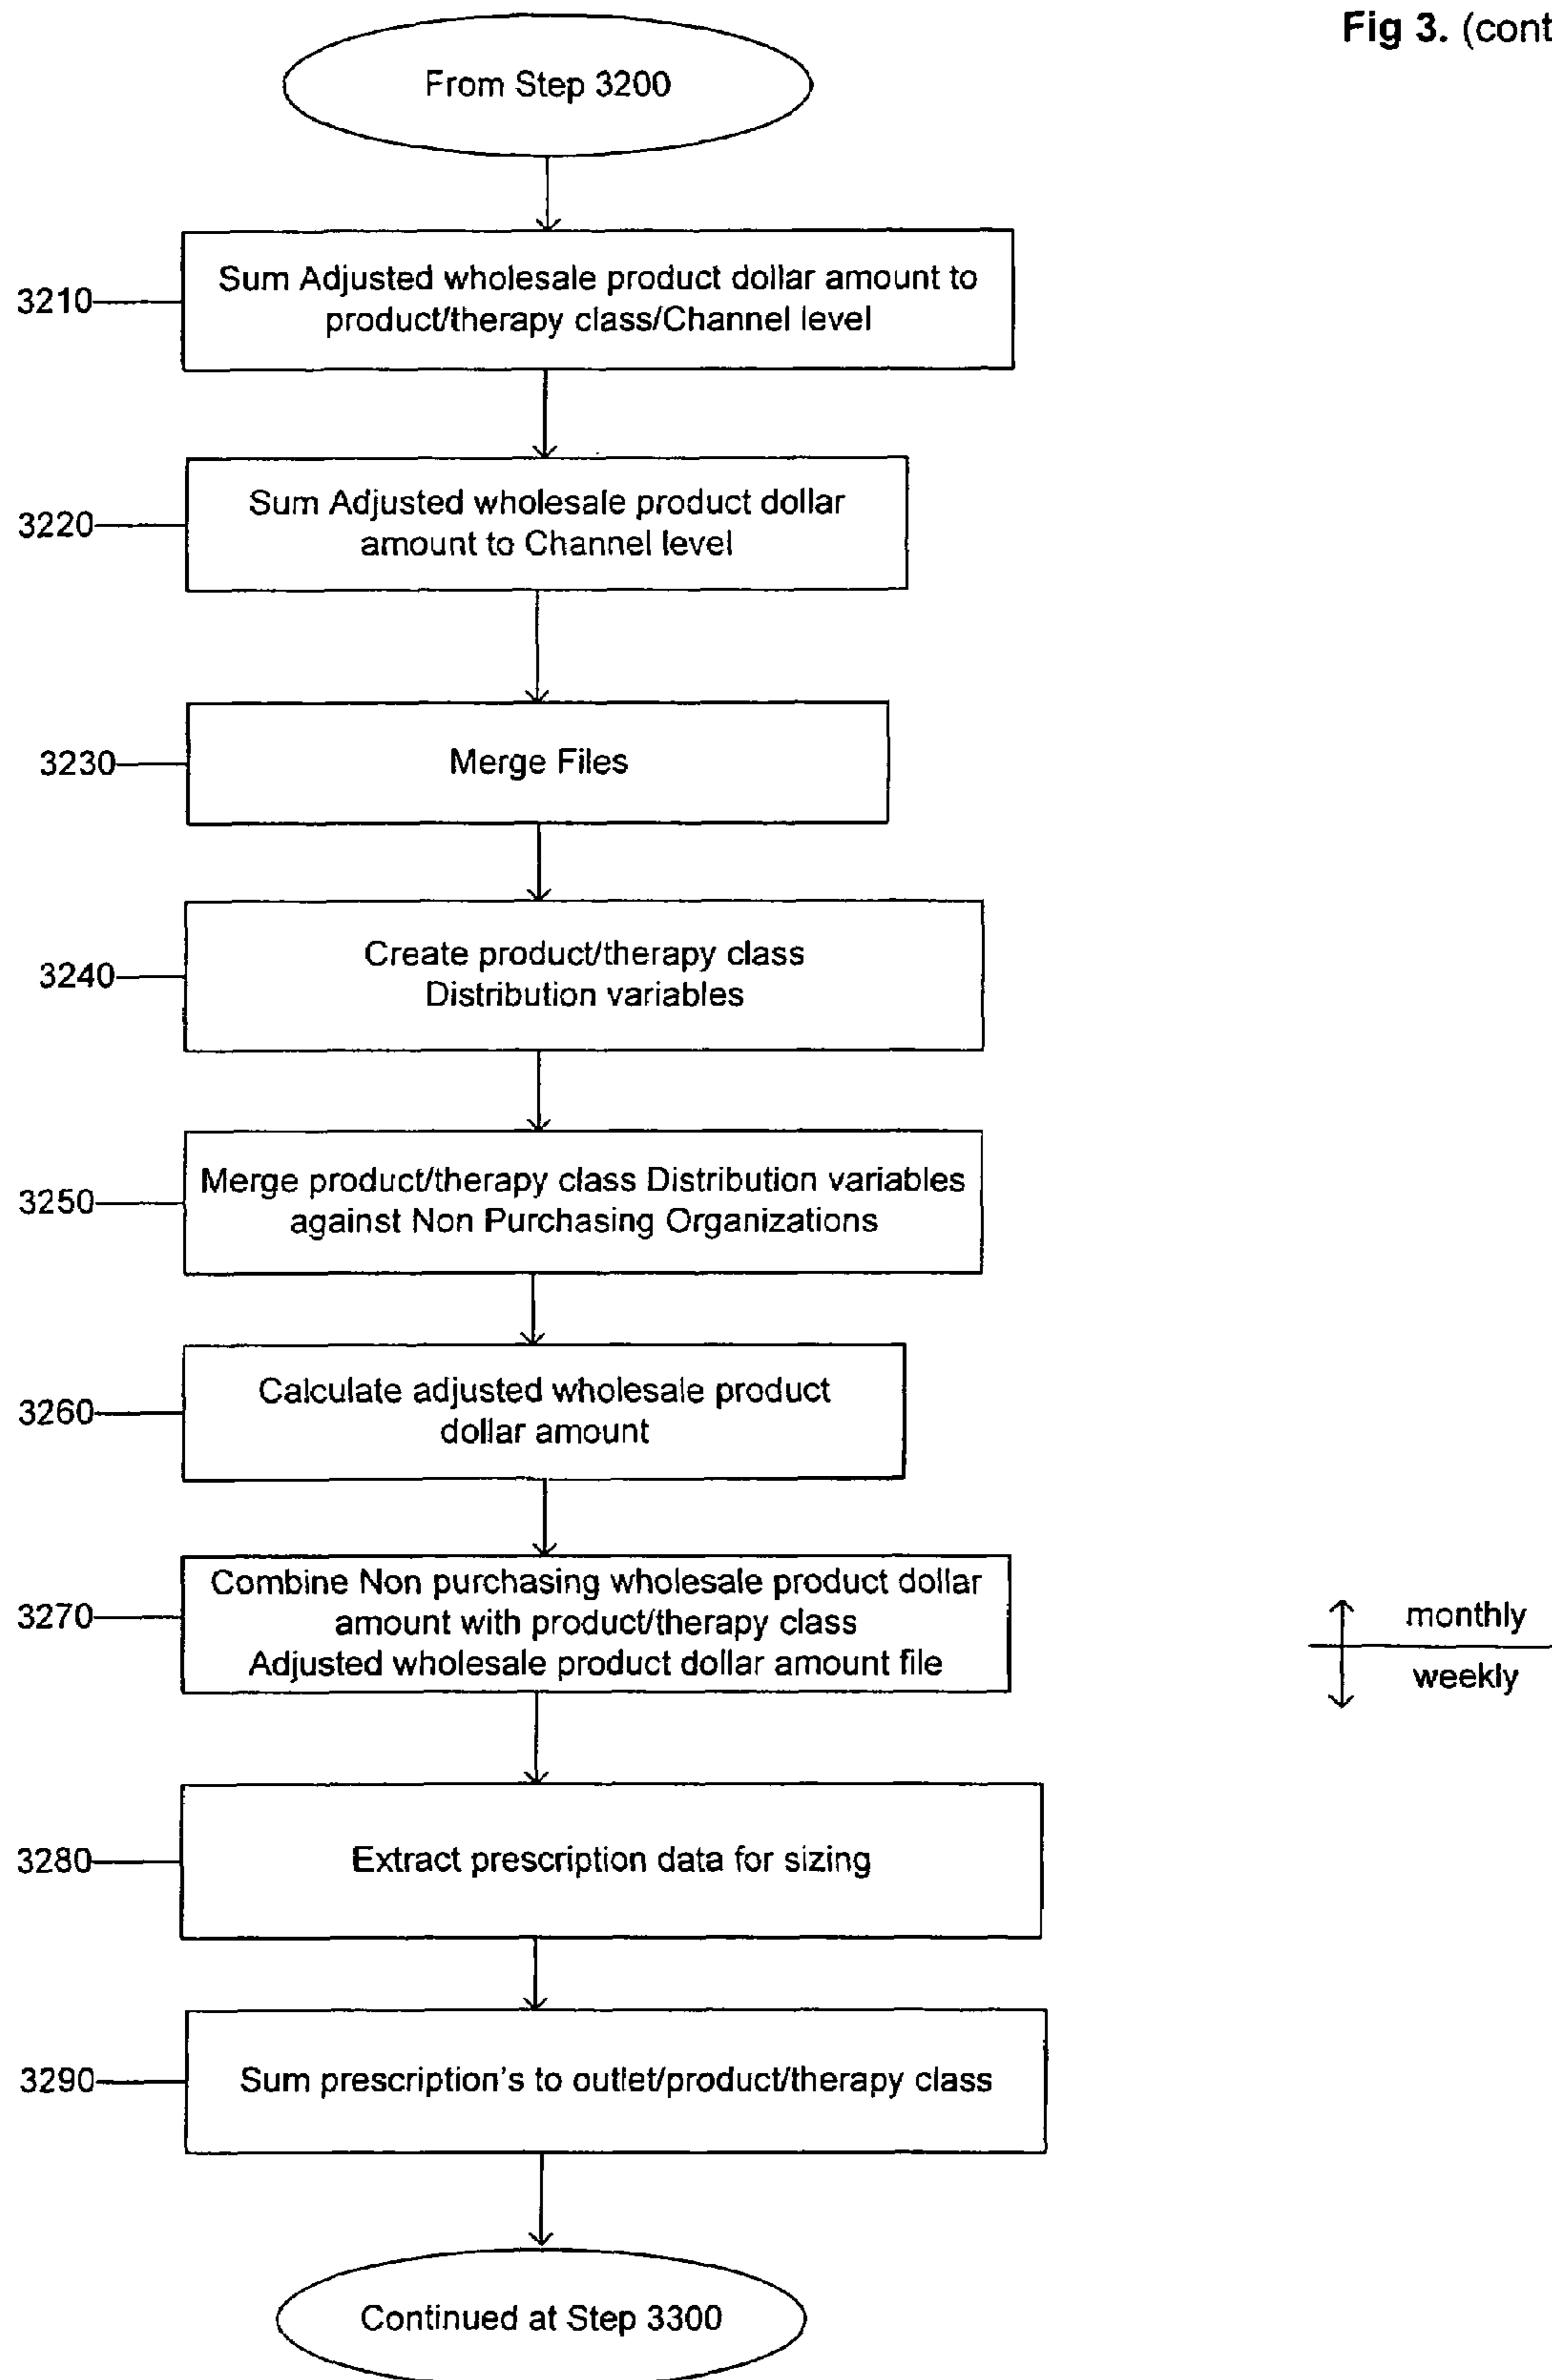 Fig 3. (cont
From Step 3200
3210
Sum Adjusted wholesale product dollar amount to
product/therapy class/Channel level
3220
Sum Adjusted wholesale product dollar
amount to Channel level
3230
Merge Files
3240
Create product/therapy class
Distribution variables
3250
Merge product/therapy class Distribution variables
against Non Purchasing Organizations
3260
Calculate adjusted wholesale product
dollar amount
3270
Combine Non purchasing wholesale product dollar
amount with product/therapy class
Adjusted wholesale product dollar amount file
monthly
weekly
3280
Extract prescription data for sizing
3290
Sum prescription's to outlet/product/therapy class
Continued at Step 3300